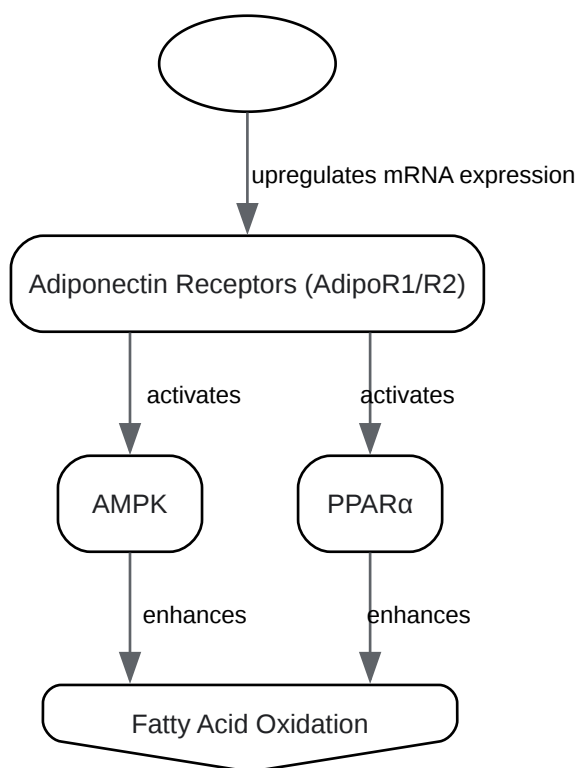 upregulates mRNA expression
Adiponectin Receptors (AdipoR1/R2)
activates
activates
AMPK
PPARα
enhances
enhances
Fatty Acid Oxidation